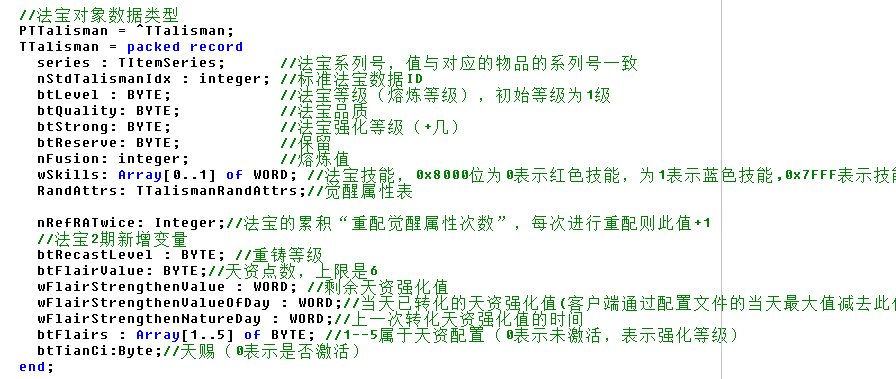 //法宝对象数据类型
PTTalisman = ^TTalisman;
TTalisman = packed record
series : TItemSeries; //法宝系列号，值与对应的物品的系列号一致
nStdTalismanIdx : integer; //标准法宝数据ID
btLevel : BYTE; //法宝等级（熔炼等级），初始等级为1级
btQuality: BYTE; //法宝品质
btStrong: BYTE; //法宝强化等级（+几）
btReserve: BYTE; //保留
nFusion: integer; //熔炼值
wSkills: Array[0..1] of WORD; //法宝技能，0x8000位为0表示红色技能，为1表示蓝色技能,0x7FFF表示技能
RandAttrs: TTalismanRandAttrs;//觉醒属性表
nRefRATwice: Integer;//法宝的累积“重配觉醒属性次数”，每次进行重配则此值+1
//法宝2期新增变量
btRecastLevel : BYTE; //重铸等级
btFlairValue: BYTE;//天资点数，上限是6
wFlairStrengthenValue : WORD; //剩余天资强化值
wFlairStrengthenValueOfDay : WORD;//当天已转化的天资强化值(客户端通过配置文件的当天最大值减去此值
wFlairStrengthenNatureDay : WORD;//上一次转化天资强化值的时间
btFlairs : Array[1..5] of BYTE; //1--5属于天资配置（0表示未激活，表示强化等级）
btTianCi:Byte;//天赐（0表示是否激活）
end;